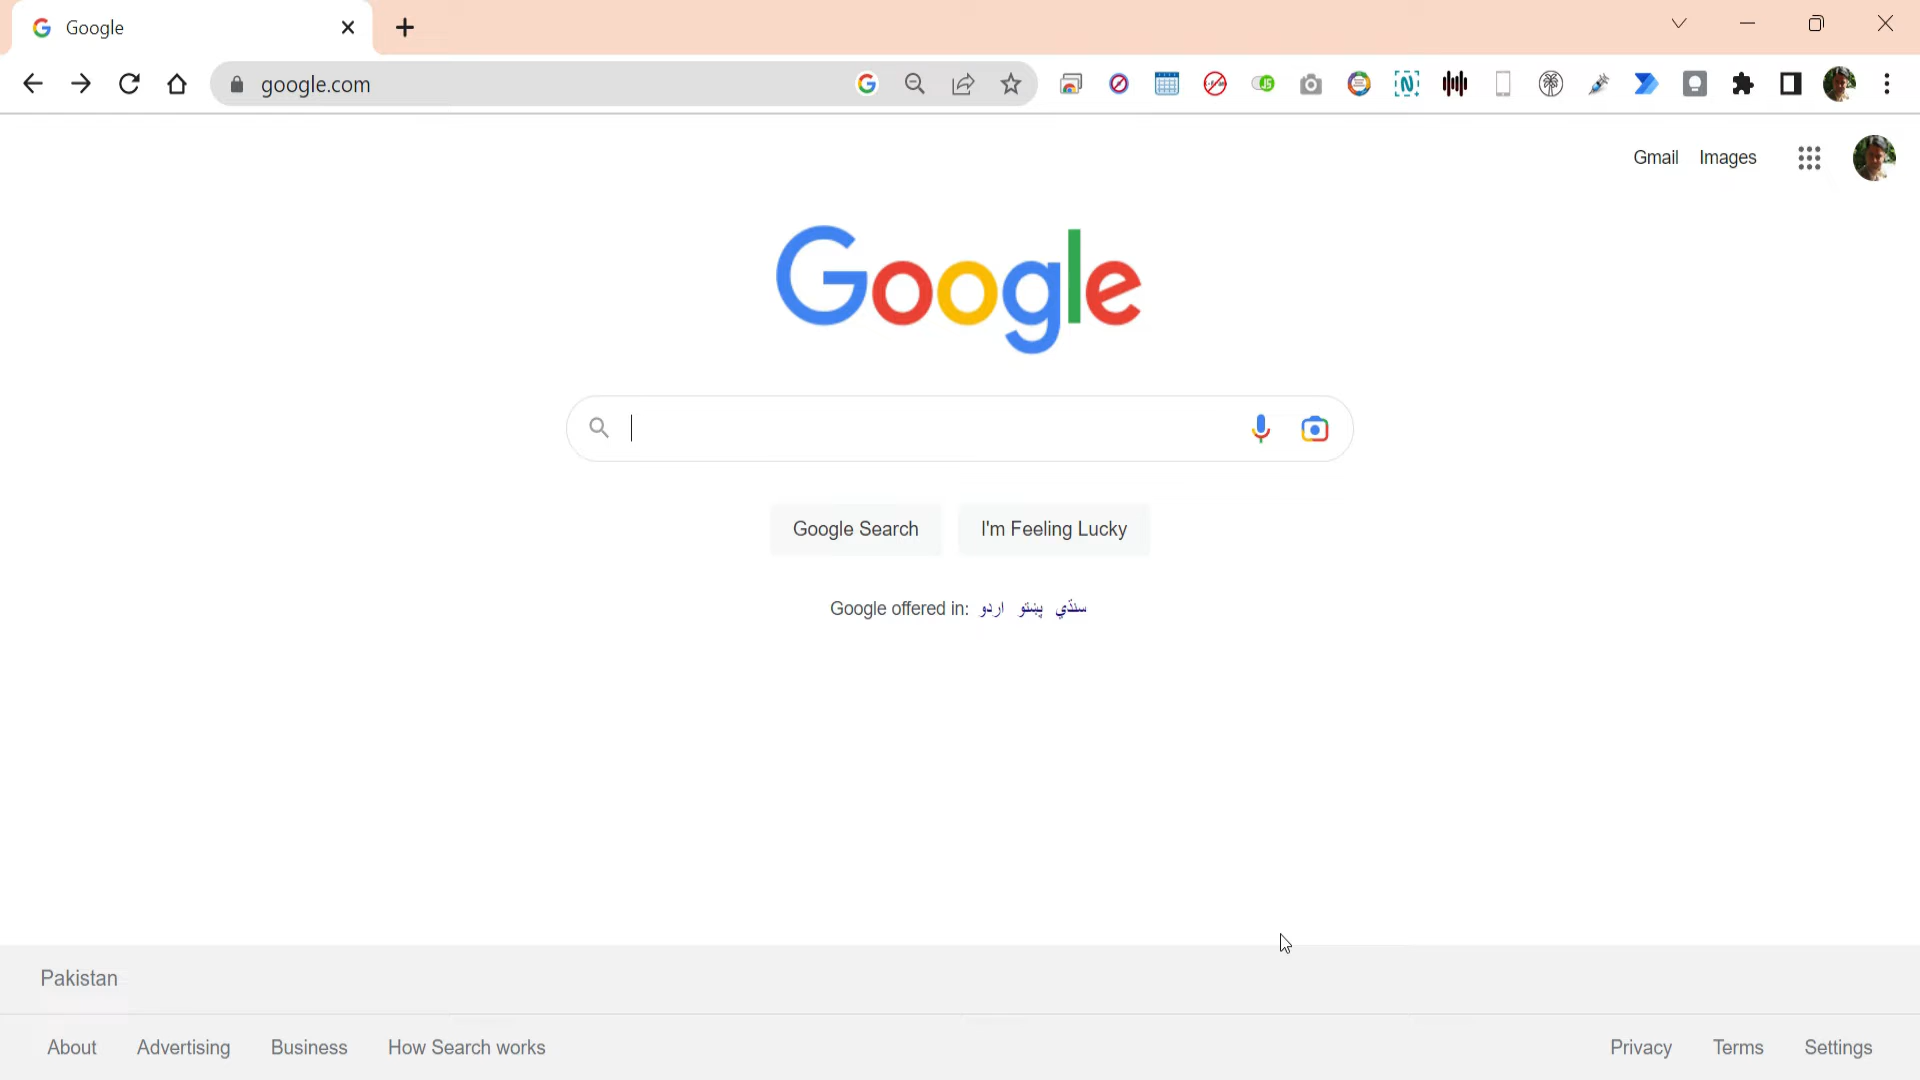 Google
google.com
Gmail Images
Google
Google Search I'm Feeling Lucky
Google offered in: اردو پښتو سنڌي
Pakistan
About Advertising Business How Search works Privacy Terms Settings